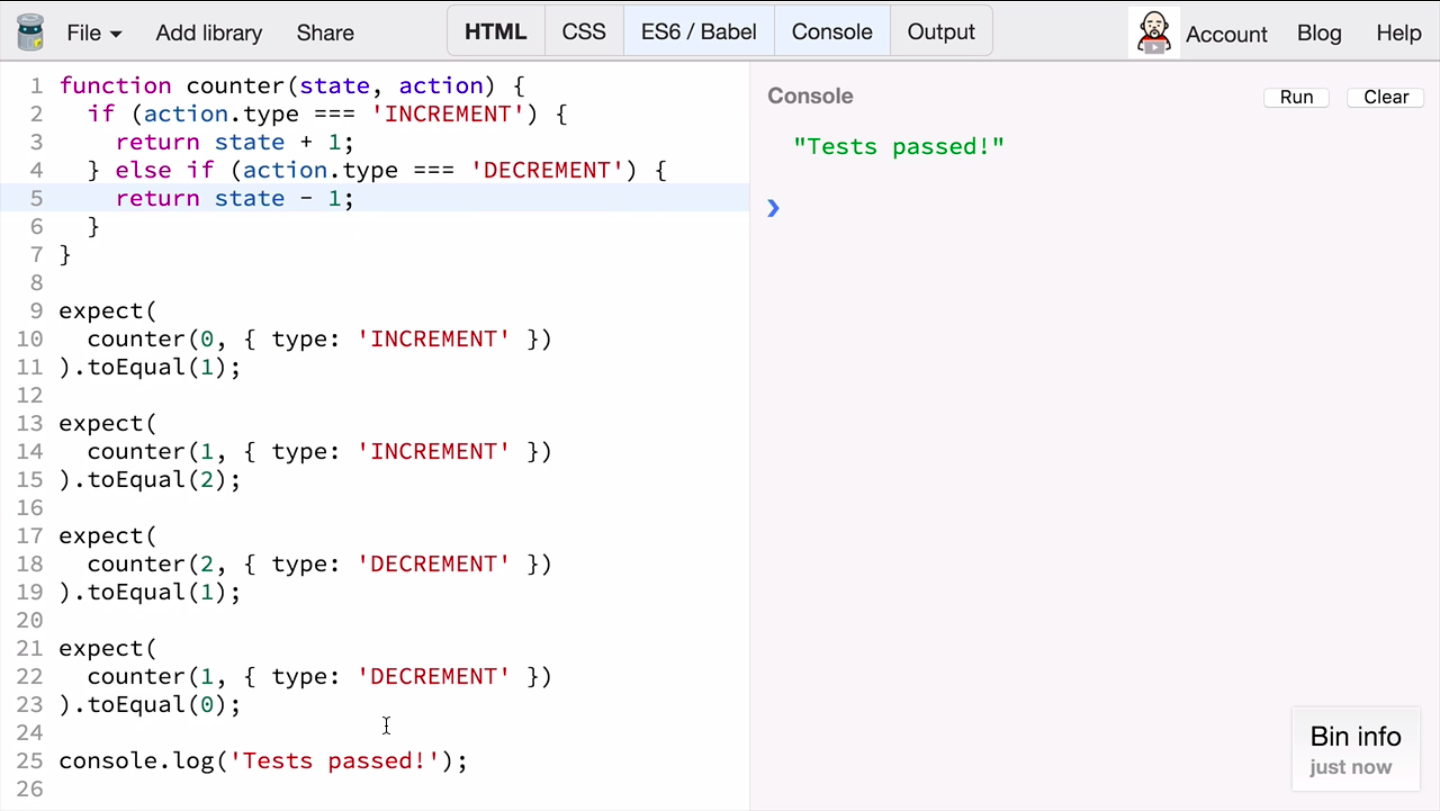 File Add library Share HTML CSS ES6 / Babel Console Output Account Blog Help
1 function counter(state, action) {
2   if (action.type === 'INCREMENT') {
3     return state + 1;
4   } else if (action.type === 'DECREMENT') {
5     return state - 1;
6   }
7 }
8
9 expect(
10   counter(0, { type: 'INCREMENT' })
11 ).toEqual(1);
12
13 expect(
14   counter(1, { type: 'INCREMENT' })
15 ).toEqual(2);
16
17 expect(
18   counter(2, { type: 'DECREMENT' })
19 ).toEqual(1);
20
21 expect(
22   counter(1, { type: 'DECREMENT' })
23 ).toEqual(0);
24
25 console.log('Tests passed!');
26
Console Run Clear
"Tests passed!"
Bin info
just now